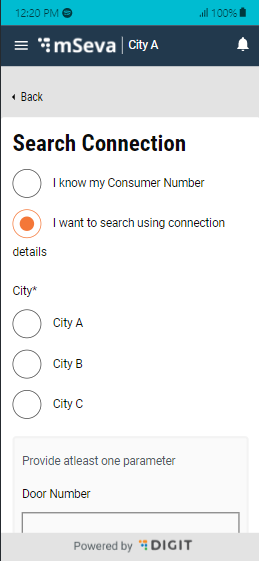 12:20 PM
100%
mSeva City A
Back
Search Connection
I know my Consumer Number
I want to search using connection
details
City*
City A
City B
City C
Provide atleast one parameter
Door Number
Powered by DIGIT